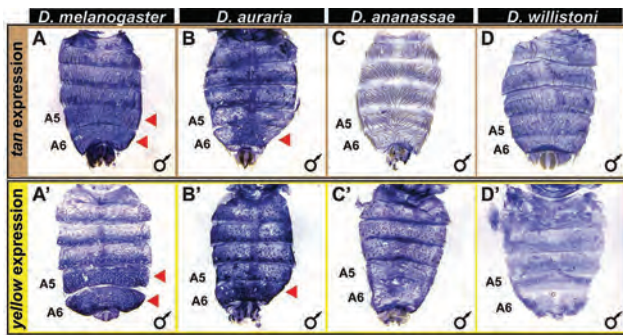 D. melanogaster D. auraria D. ananassae D. willistoni
tan expression
A B C D
A5 A5 A5 A5
A6 A6 A6 A6
♂ ♂ ♂ ♂
yellow expression
A' B' C' D'
A5 A5 A5 A5
A6 A6 A6 A6
♂ ♂ ♂ ♂